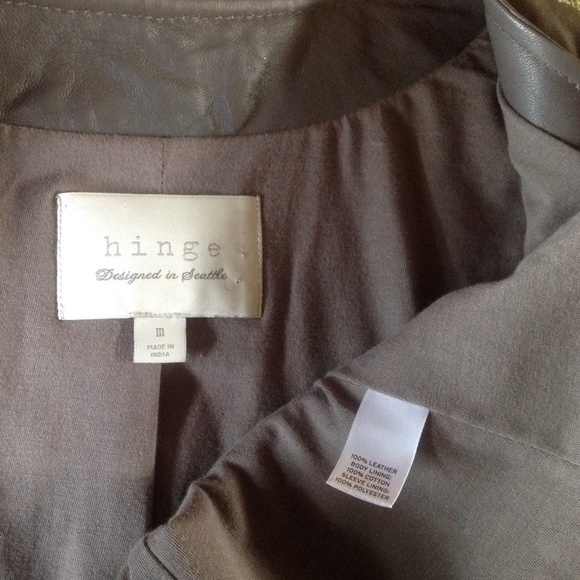 hinge
Designed in Seattle
m
MADE IN
INDIA
100% LEATHER
BODY LINING:
100% COTTON
SLEEVE LINING:
100% POLYESTER